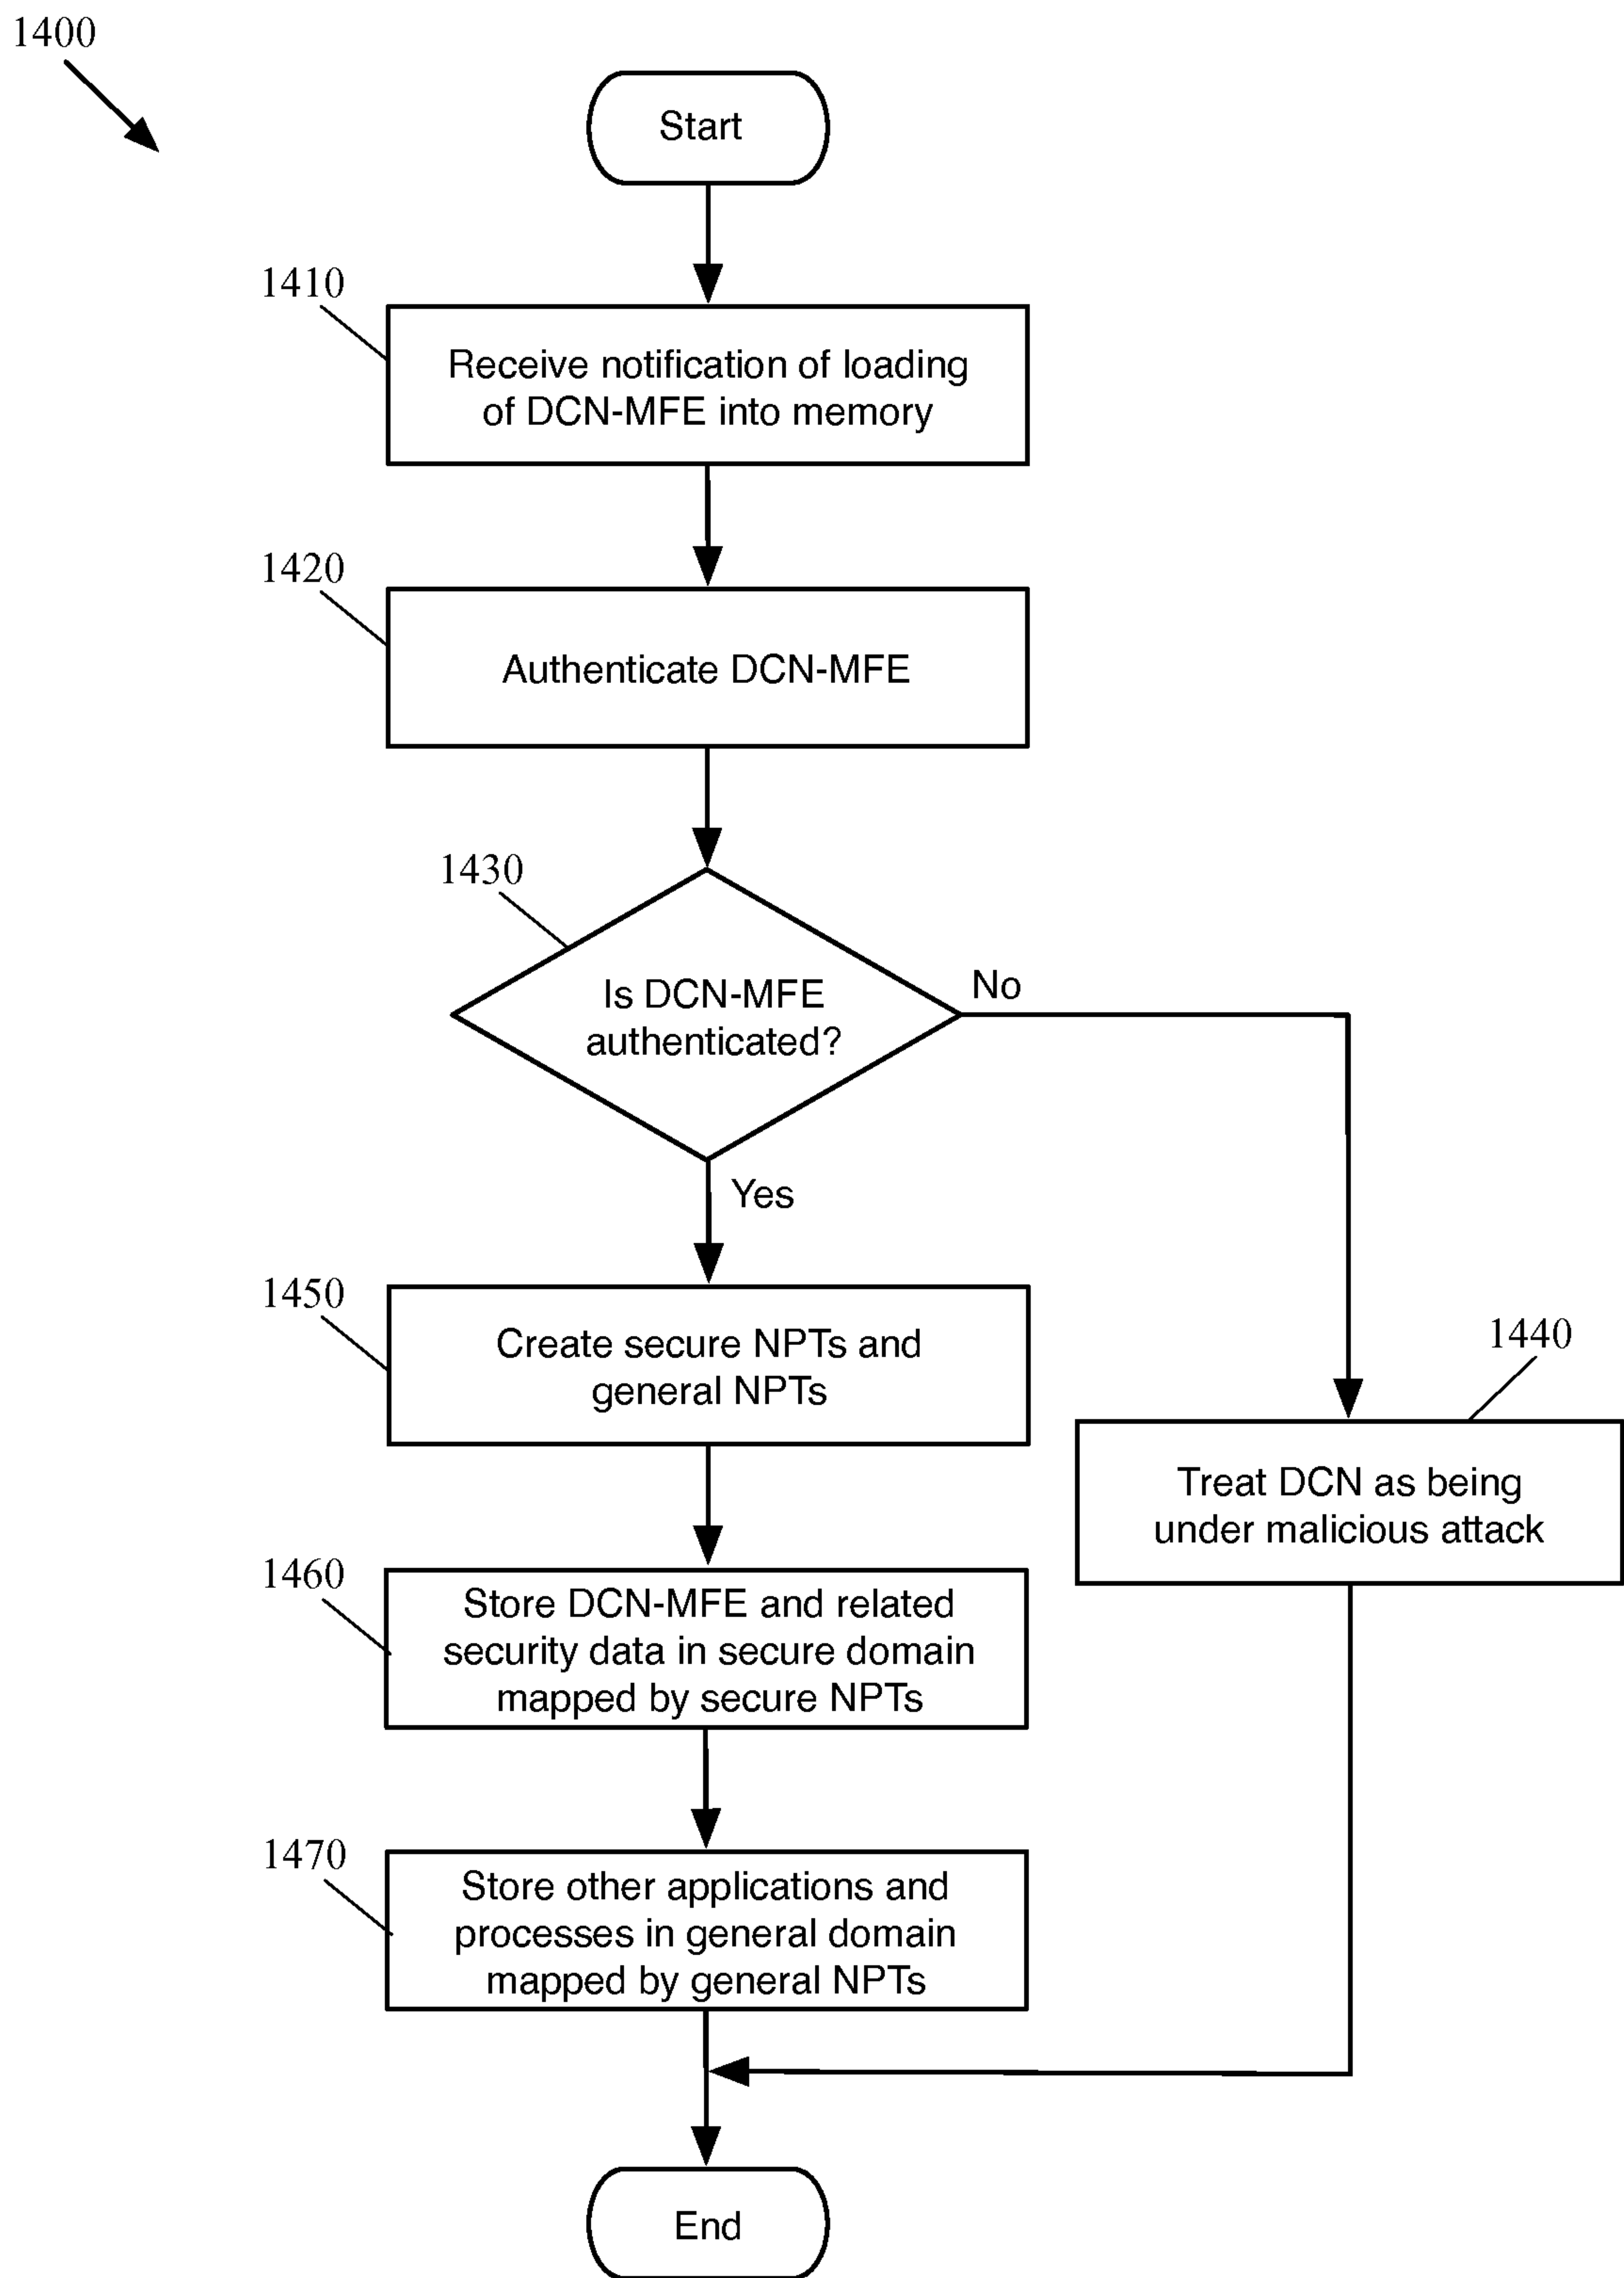 1400
Start
1410
Receive notification of loading
of DCN-MFE into memory
1420
Authenticate DCN-MFE
1430
Is DCN-MFE
authenticated?
No
Yes
1450
Create secure NPTs and
general NPTs
1440
Treat DCN as being
under malicious attack
1460
Store DCN-MFE and related
security data in secure domain
mapped by secure NPTs
1470
Store other applications and
processes in general domain
mapped by general NPTs
End